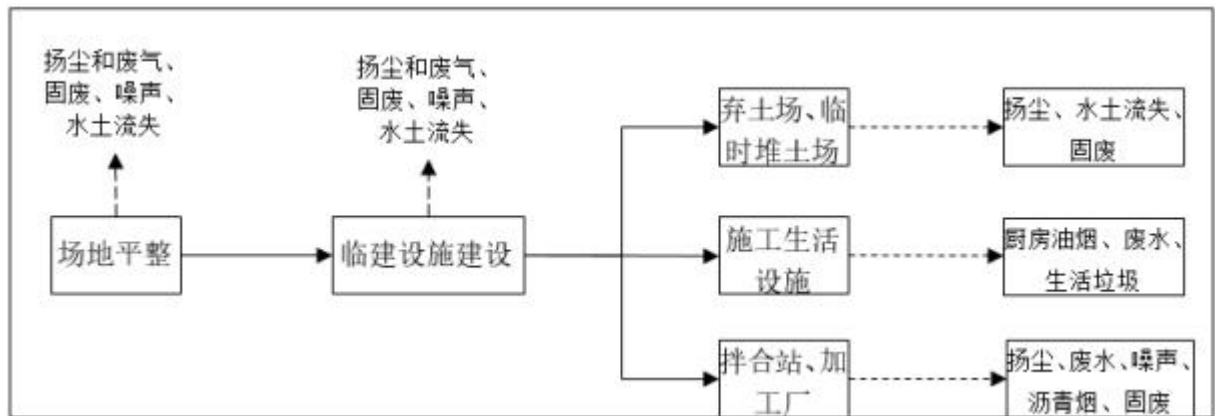 扬尘和废气、
固废、噪声、
水土流失
扬尘和废气、
固废、噪声、
水土流失
场地平整
临建设施建设
弃土场、临
时堆土场
扬尘、水土流失、
固废
施工生活
设施
厨房油烟、废水、
生活垃圾
拌合站、加
工厂
扬尘、废水、噪声、
沥青烟、固废